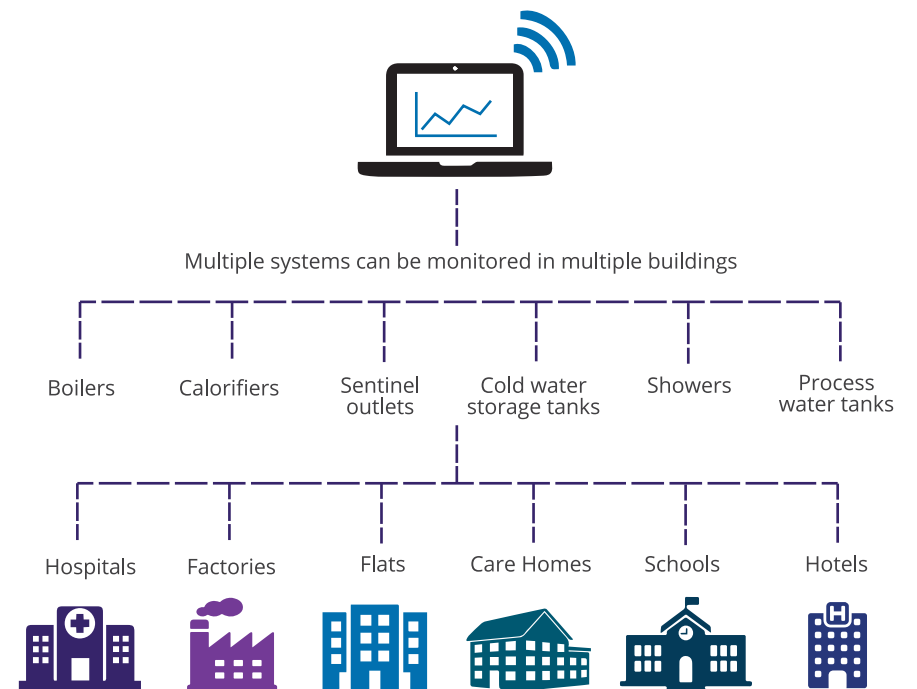 Multiple systems can be monitored in multiple buildings
Boilers
Calorifiers
Sentinel
outlets
Cold water
storage tanks
Showers
Process
water tanks
Hospitals
Factories
Flats
Care Homes
Schools
Hotels
H